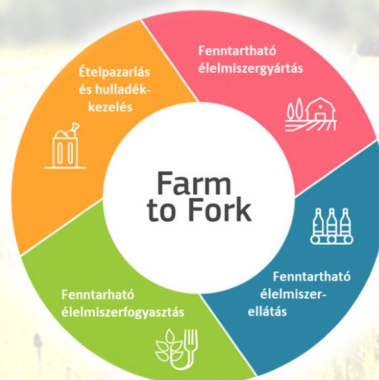 Fenntartható
élelmiszergyártás
Ételpazarlás
és hulladék-
kezelés
Farm
to Fork
Fenntartható
élelmiszer-
ellátás
Fenntarható
élelmiszerfogyasztás